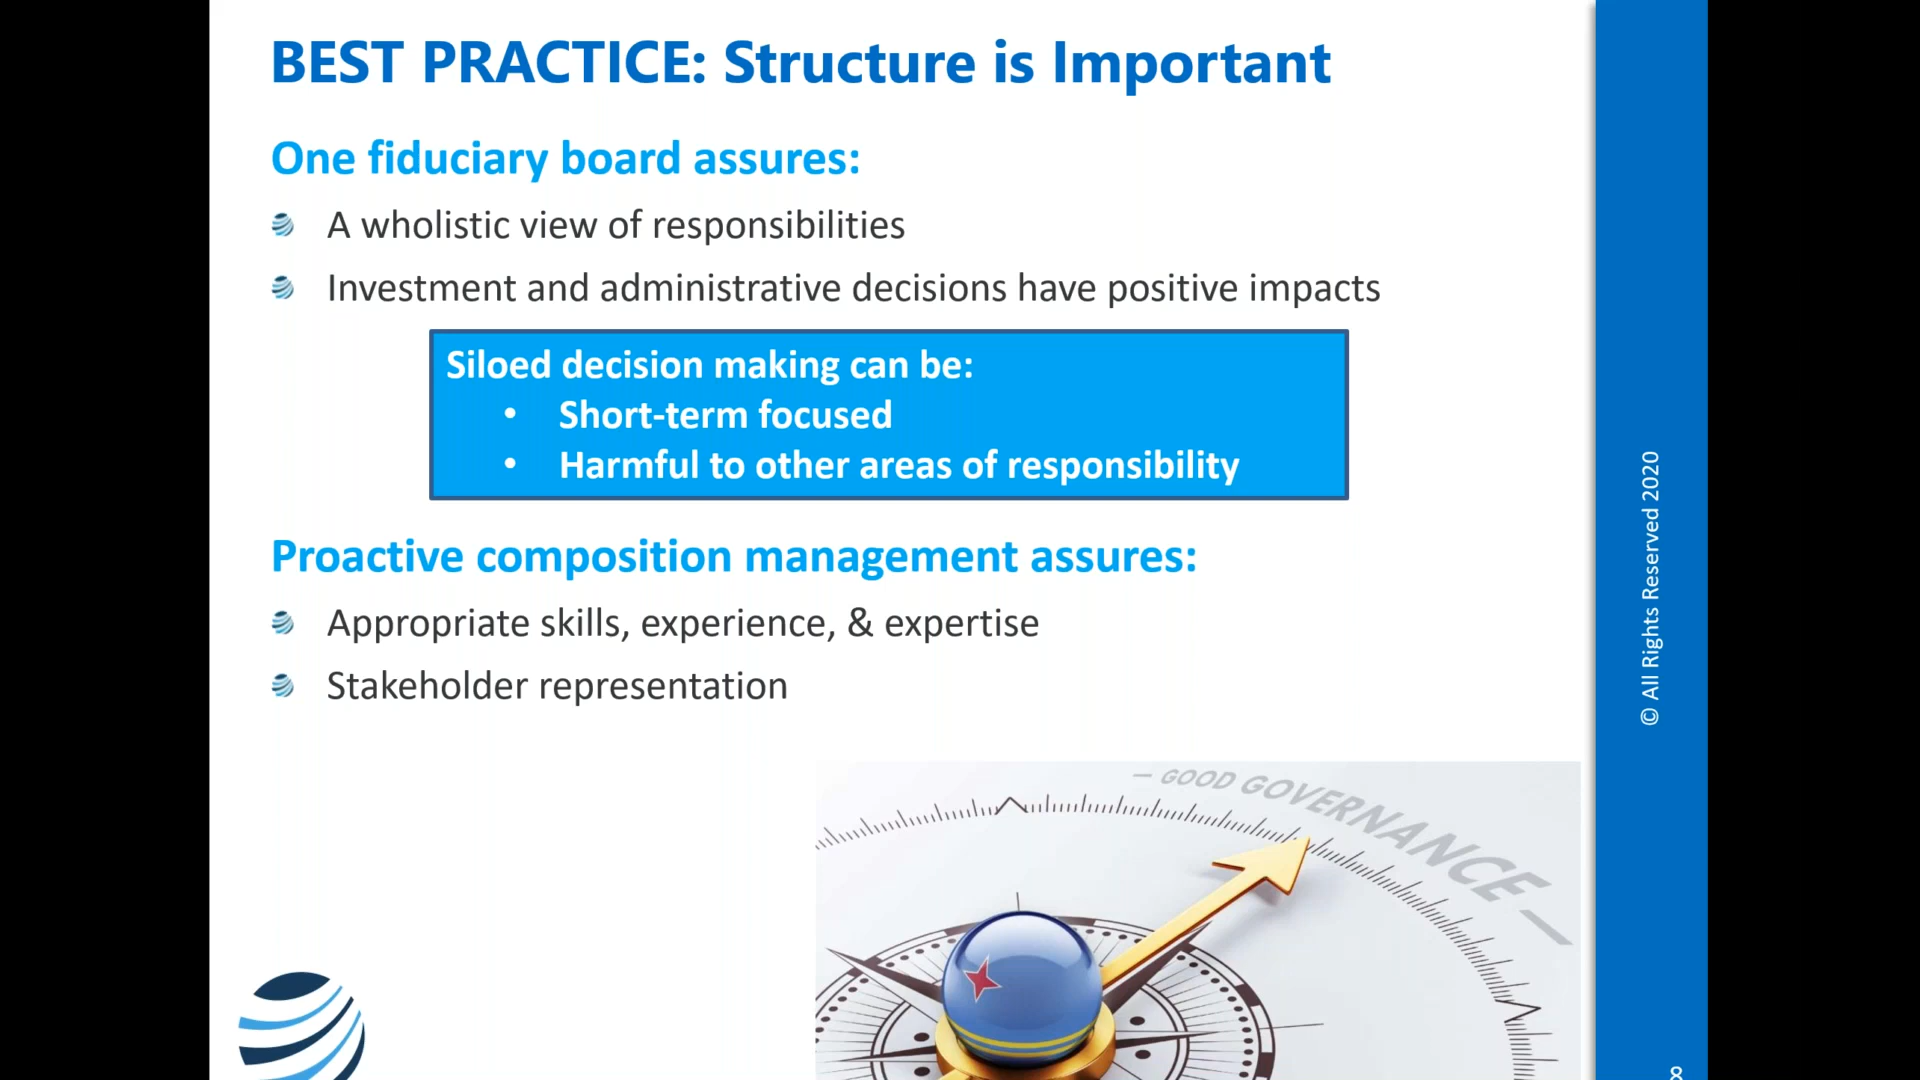 BEST PRACTICE: Structure is Important
One fiduciary board assures:
A wholistic view of responsibilities
Investment and administrative decisions have positive impacts
Siloed decision making can be:
• Short-term focused
• Harmful to other areas of responsibility
Proactive composition management assures:
Appropriate skills, experience, & expertise
Stakeholder representation
— GOOD GOVERNANCE —
© All Rights Reserved 2020
8